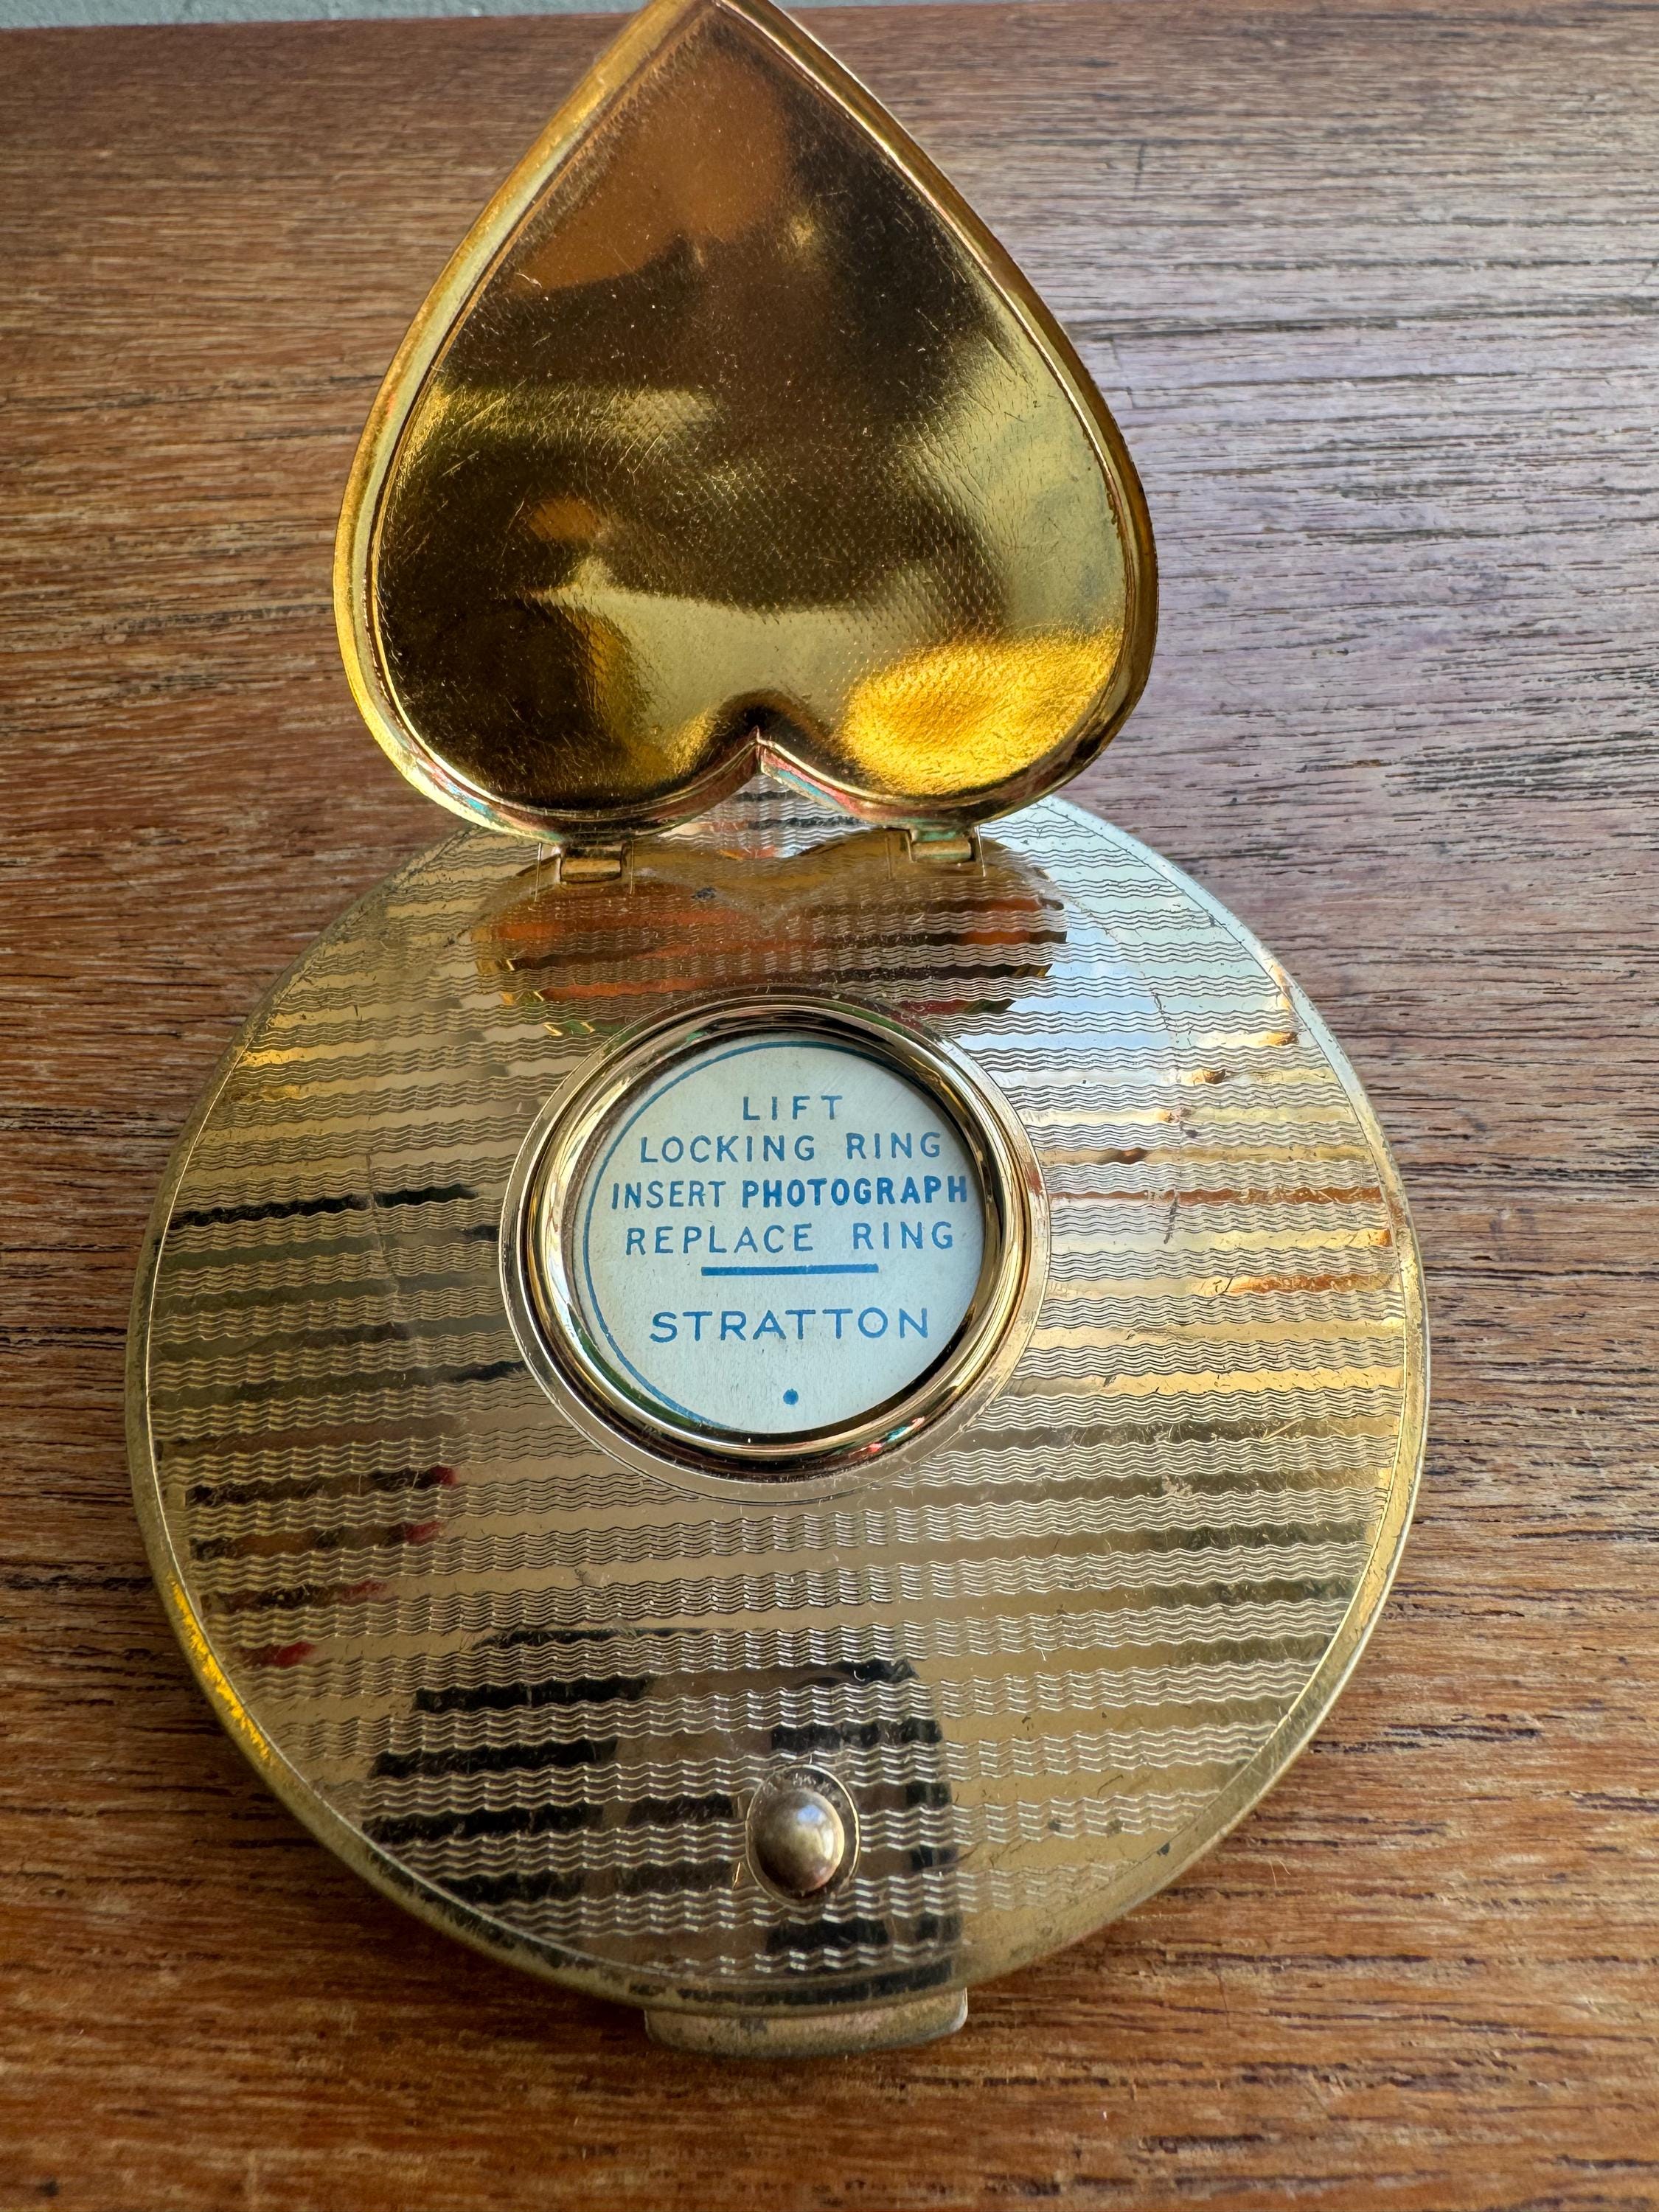 LIFT
LOCKING RING
INSERT PHOTOGRAPH
REPLACE RING
STRATTON